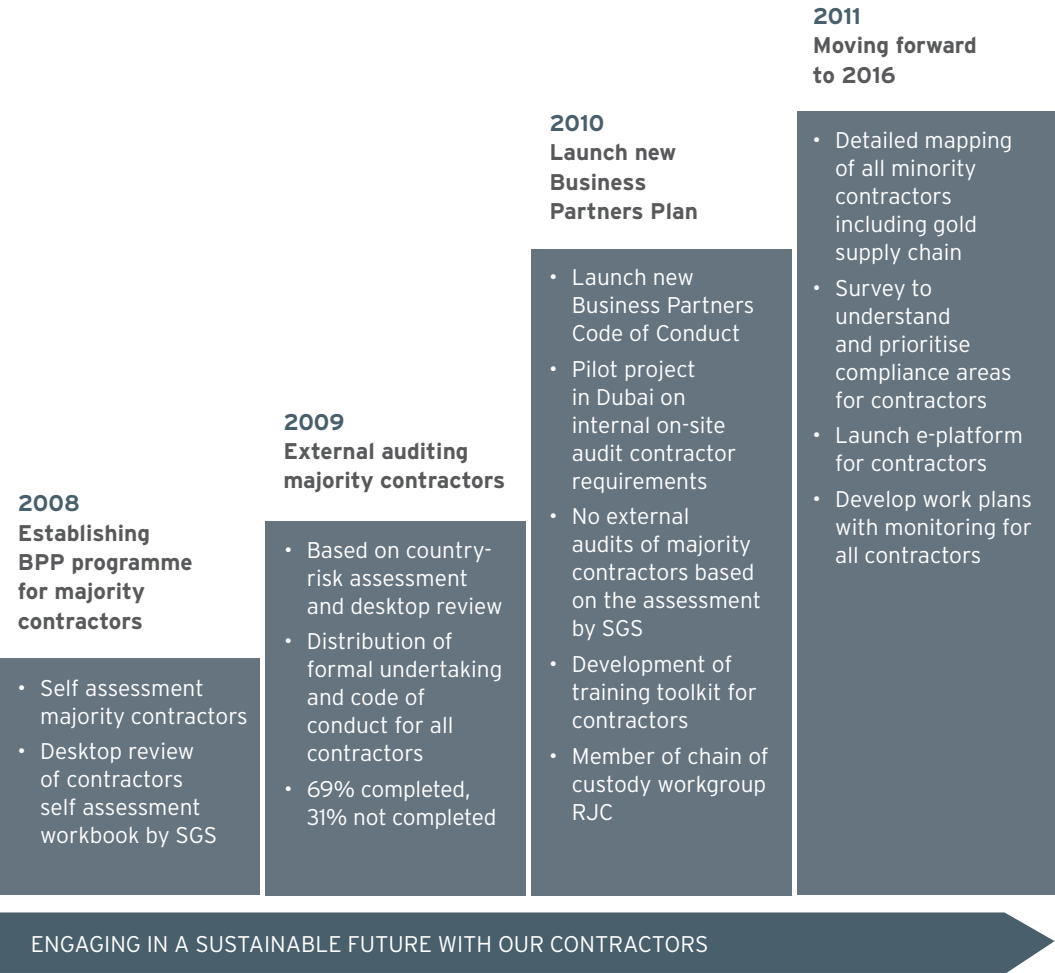 2008
Establishing
BPP programme
for majority
contractors
• Self assessment
majority contractors
• Desktop review
of contractors
self assessment
workbook by SGS
2009
External auditing
majority contractors
• Based on country-
risk assessment
and desktop review
• Distribution of
formal undertaking
and code of
conduct for all
contractors
• 69% completed,
31% not completed
2010
Launch new
Business
Partners Plan
• Launch new
Business Partners
Code of Conduct
• Pilot project
in Dubai on
internal on-site
audit contractor
requirements
• No external
audits of majority
contractors based
on the assessment
by SGS
• Development of
training toolkit for
contractors
• Member of chain of
custody workgroup
RJC
2011
Moving forward
to 2016
• Detailed mapping
of all minority
contractors
including gold
supply chain
• Survey to
understand
and prioritise
compliance areas
for contractors
• Launch e-platform
for contractors
• Develop work plans
with monitoring for
all contractors
ENGAGING IN A SUSTAINABLE FUTURE WITH OUR CONTRACTORS